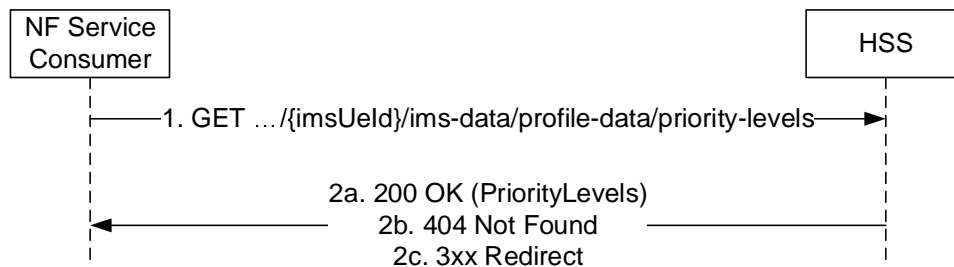 NF Service
Consumer
HSS
1. GET …/{imsUeId}/ims-data/profile-data/priority-levels
2a. 200 OK (PriorityLevels)
2b. 404 Not Found
2c. 3xx Redirect